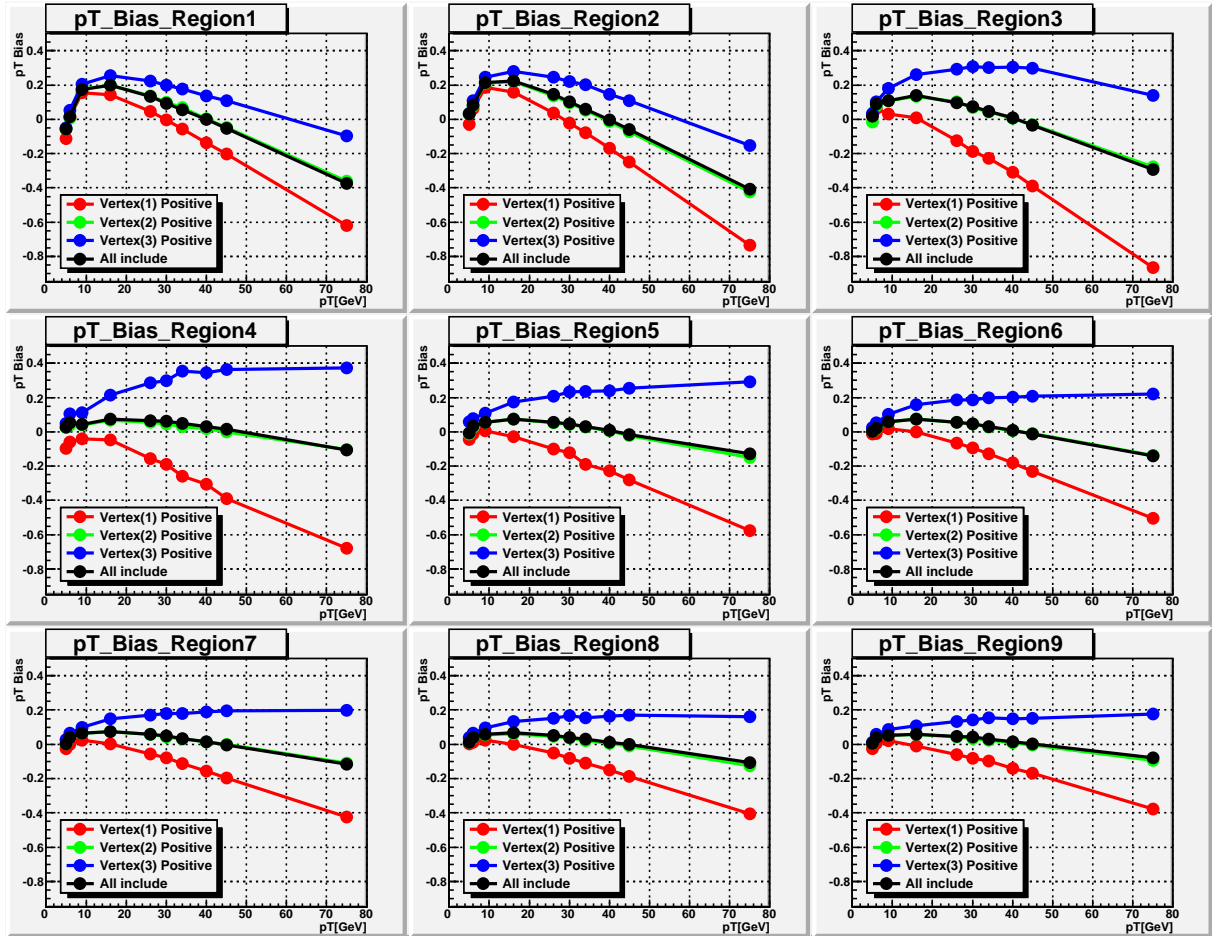 pT_Bias_Region1
pT Bias
0.4
0.2
0
-0.2
-0.4
-0.6
-0.8
Vertex(1) Positive
Vertex(2) Positive
Vertex(3) Positive
All include
0 10 20 30 40 50 60 70 80
pT[GeV]
pT_Bias_Region2
pT Bias
0.4
0.2
0
-0.2
-0.4
-0.6
-0.8
Vertex(1) Positive
Vertex(2) Positive
Vertex(3) Positive
All include
0 10 20 30 40 50 60 70 80
pT[GeV]
pT_Bias_Region3
pT Bias
0.4
0.2
0
-0.2
-0.4
-0.6
-0.8
Vertex(1) Positive
Vertex(2) Positive
Vertex(3) Positive
All include
0 10 20 30 40 50 60 70 80
pT[GeV]
pT_Bias_Region4
pT Bias
0.4
0.2
0
-0.2
-0.4
-0.6
-0.8
Vertex(1) Positive
Vertex(2) Positive
Vertex(3) Positive
All include
0 10 20 30 40 50 60 70 80
pT[GeV]
pT_Bias_Region5
pT Bias
0.4
0.2
0
-0.2
-0.4
-0.6
-0.8
Vertex(1) Positive
Vertex(2) Positive
Vertex(3) Positive
All include
0 10 20 30 40 50 60 70 80
pT[GeV]
pT_Bias_Region6
pT Bias
0.4
0.2
0
-0.2
-0.4
-0.6
-0.8
Vertex(1) Positive
Vertex(2) Positive
Vertex(3) Positive
All include
0 10 20 30 40 50 60 70 80
pT[GeV]
pT_Bias_Region7
pT Bias
0.4
0.2
0
-0.2
-0.4
-0.6
-0.8
Vertex(1) Positive
Vertex(2) Positive
Vertex(3) Positive
All include
0 10 20 30 40 50 60 70 80
pT[GeV]
pT_Bias_Region8
pT Bias
0.4
0.2
0
-0.2
-0.4
-0.6
-0.8
Vertex(1) Positive
Vertex(2) Positive
Vertex(3) Positive
All include
0 10 20 30 40 50 60 70 80
pT[GeV]
pT_Bias_Region9
pT Bias
0.4
0.2
0
-0.2
-0.4
-0.6
-0.8
Vertex(1) Positive
Vertex(2) Positive
Vertex(3) Positive
All include
0 10 20 30 40 50 60 70 80
pT[GeV]